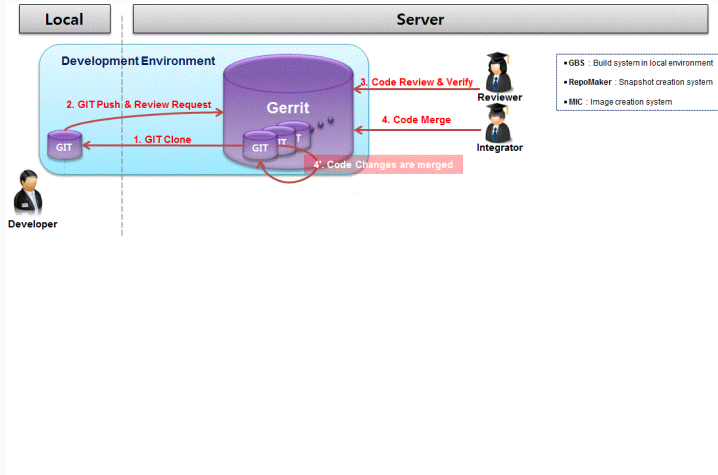 Local
Server
Development Environment
3. Code Review & Verify
Reviewer
GBS : Build system in local environment
RepoMaker : Snapshot creation system
MIC : Image creation system
2. GIT Push & Review Request
Gerrit
4. Code Merge
Integrator
1. GIT Clone
GIT
GIT
IT
T
4'. Code Changes are merged
Developer